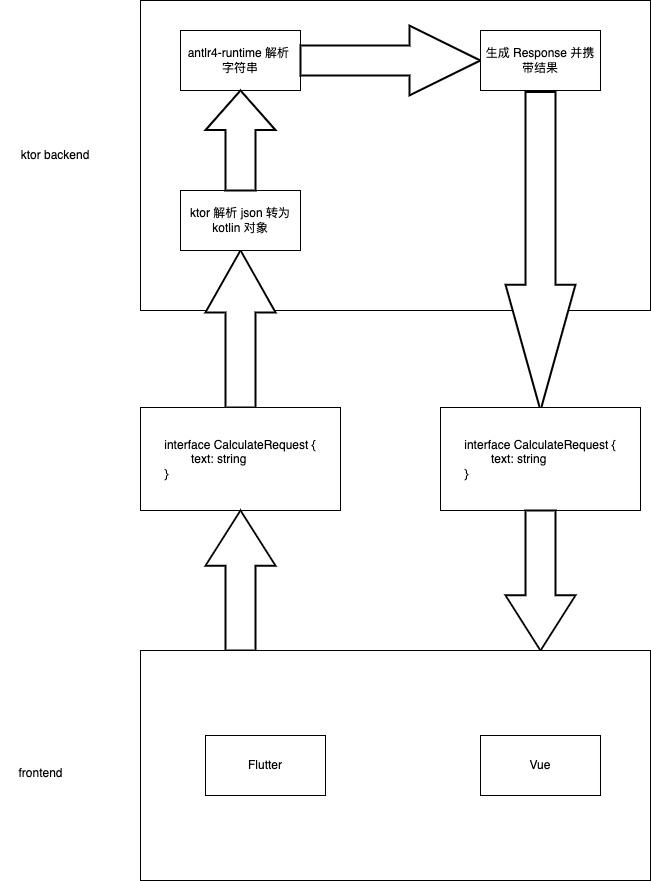 antlr4-runtime 解析
字符串
生成 Response 并携
带结果
ktor backend
ktor 解析 json 转为
kotlin 对象
interface CalculateRequest {
text: string
}
interface CalculateRequest {
text: string
}
Flutter
Vue
frontend